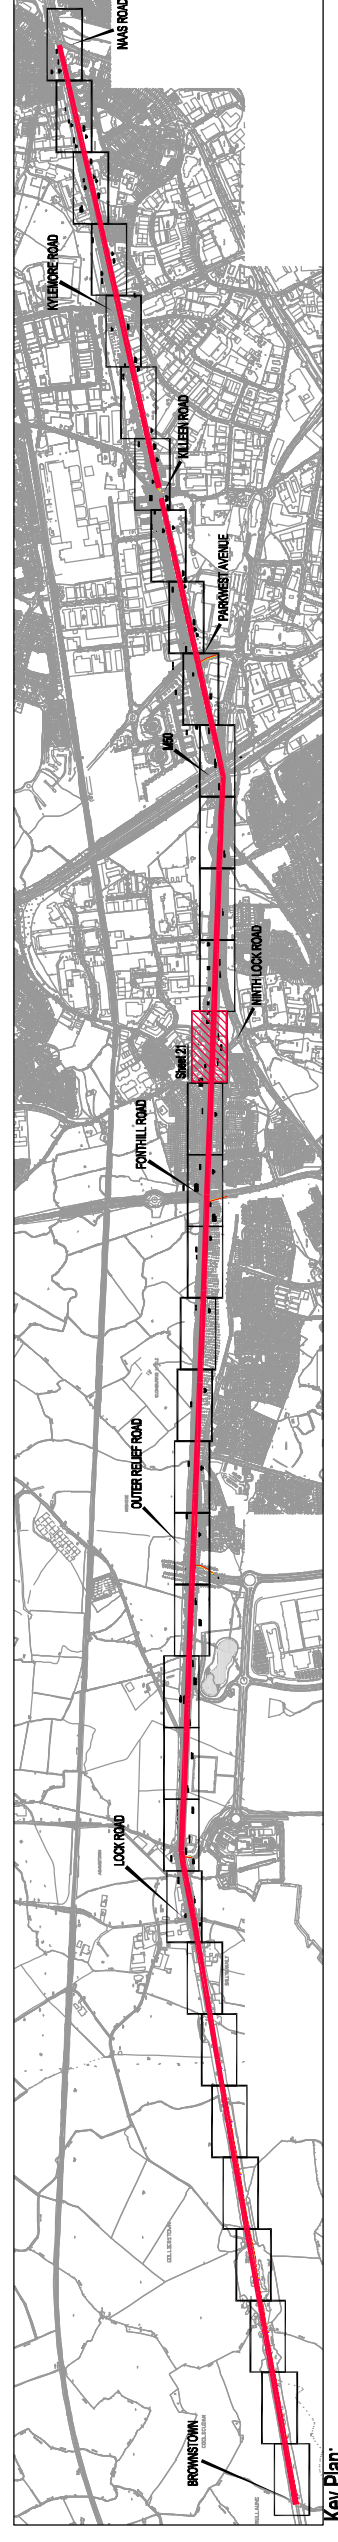 NAAS ROAD
KYLEMORE ROAD
KILLEEN ROAD
PARKWEST AVENUE
M50
NINTH LOCK ROAD
Sheet 21
FONTHILL ROAD
OUTER RELIEF ROAD
LOCK ROAD
COLLIERSTOWN
BROWNSTOWN
Key Plan: